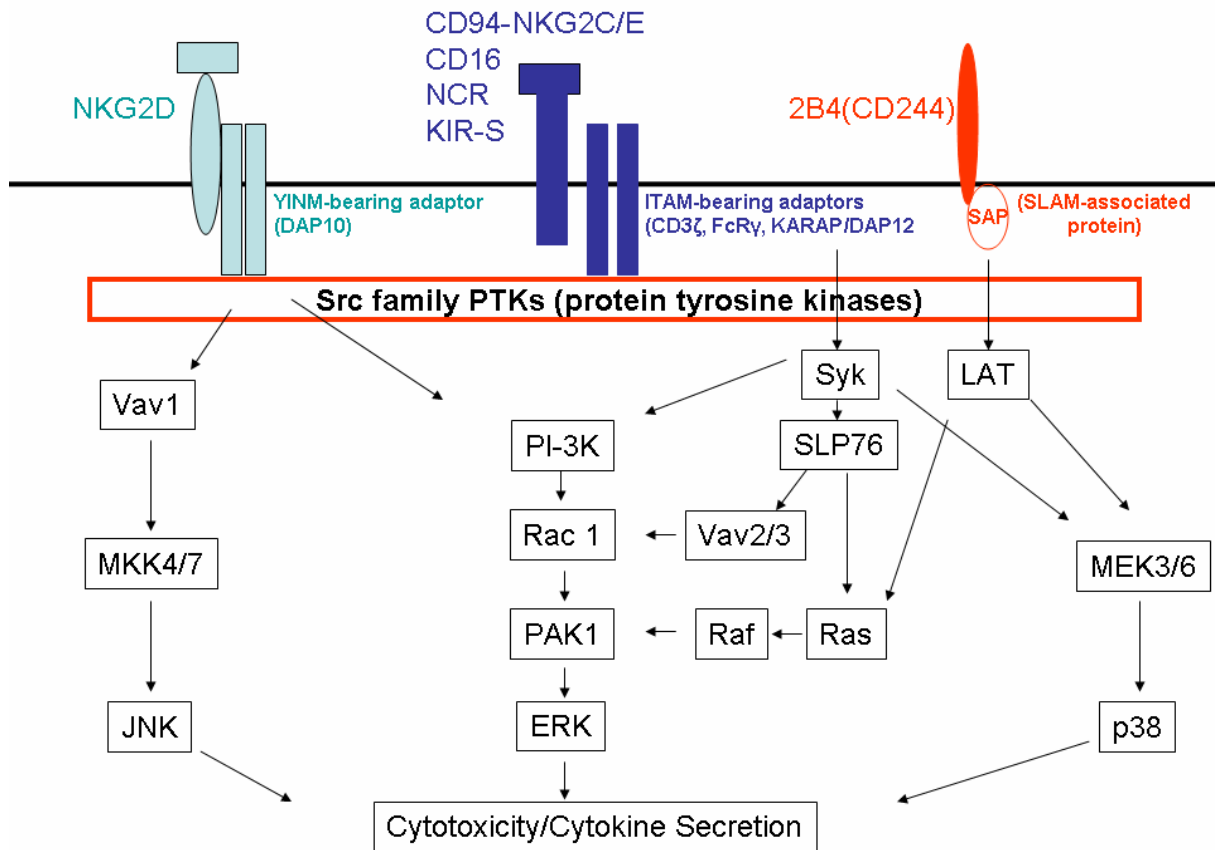 CD94-NKG2C/E
CD16
NCR
KIR-S
NKG2D
2B4(CD244)
YINM-bearing adaptor
(DAP10)
ITAM-bearing adaptors
(CD3ζ, FcRγ, KARAP/DAP12
SAP
(SLAM-associated
protein)
Src family PTKs (protein tyrosine kinases)
Vav1
Syk
LAT
PI-3K
SLP76
Rac 1
Vav2/3
MKK4/7
MEK3/6
PAK1
Raf
Ras
JNK
ERK
p38
Cytotoxicity/Cytokine Secretion